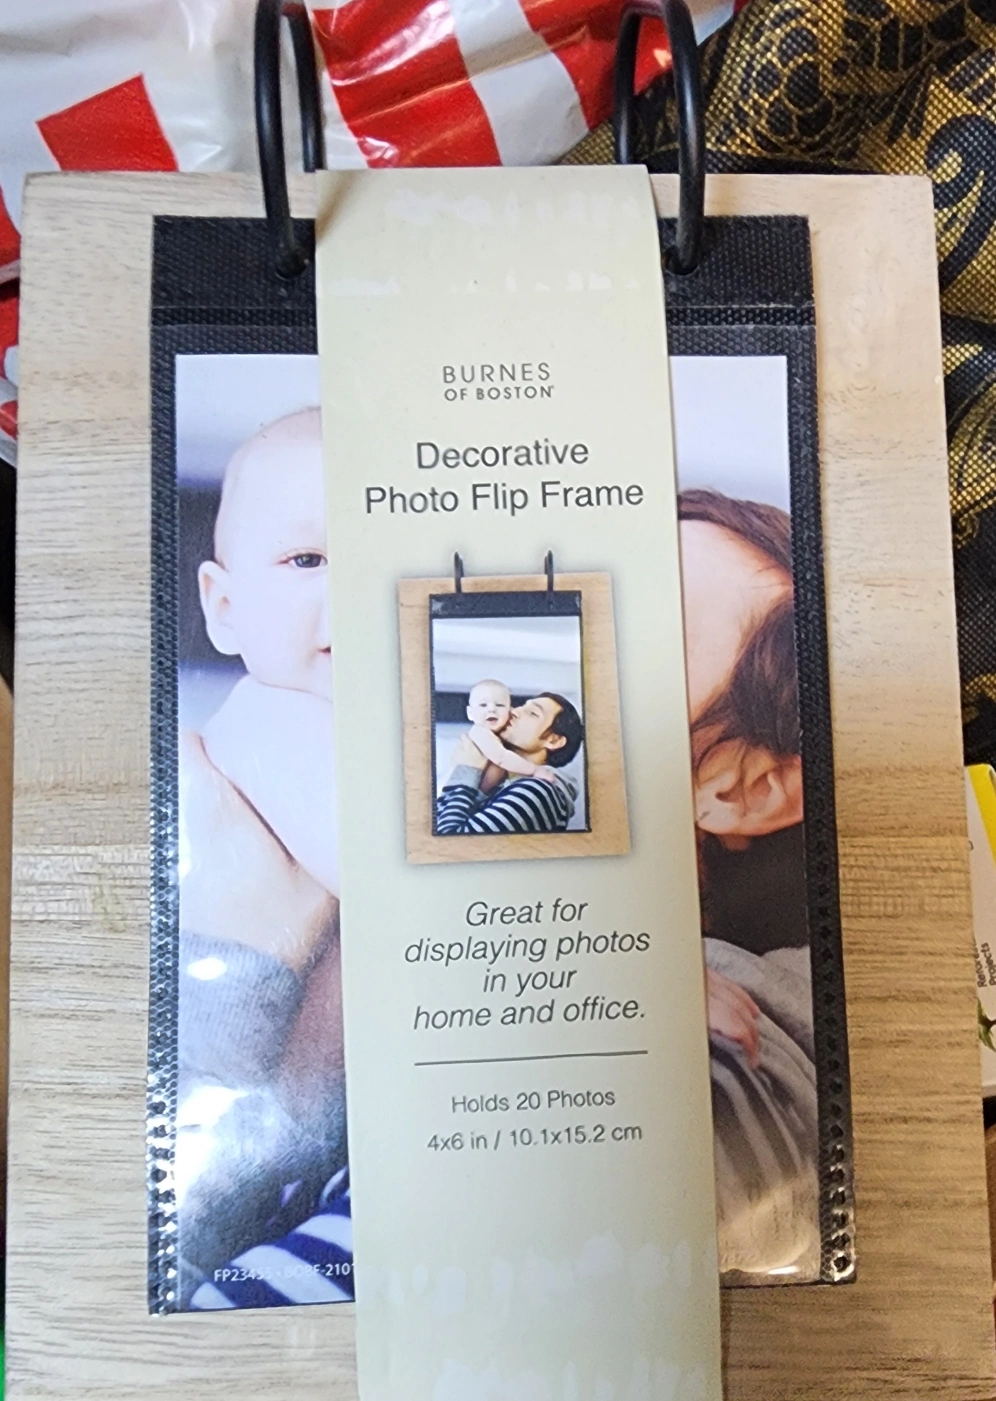 BURNES
OF BOSTON
Decorative
Photo Flip Frame
Great for
displaying photos
in your
home and office.
Holds 20 Photos
4x6 in / 10.1x15.2 cm
Projects